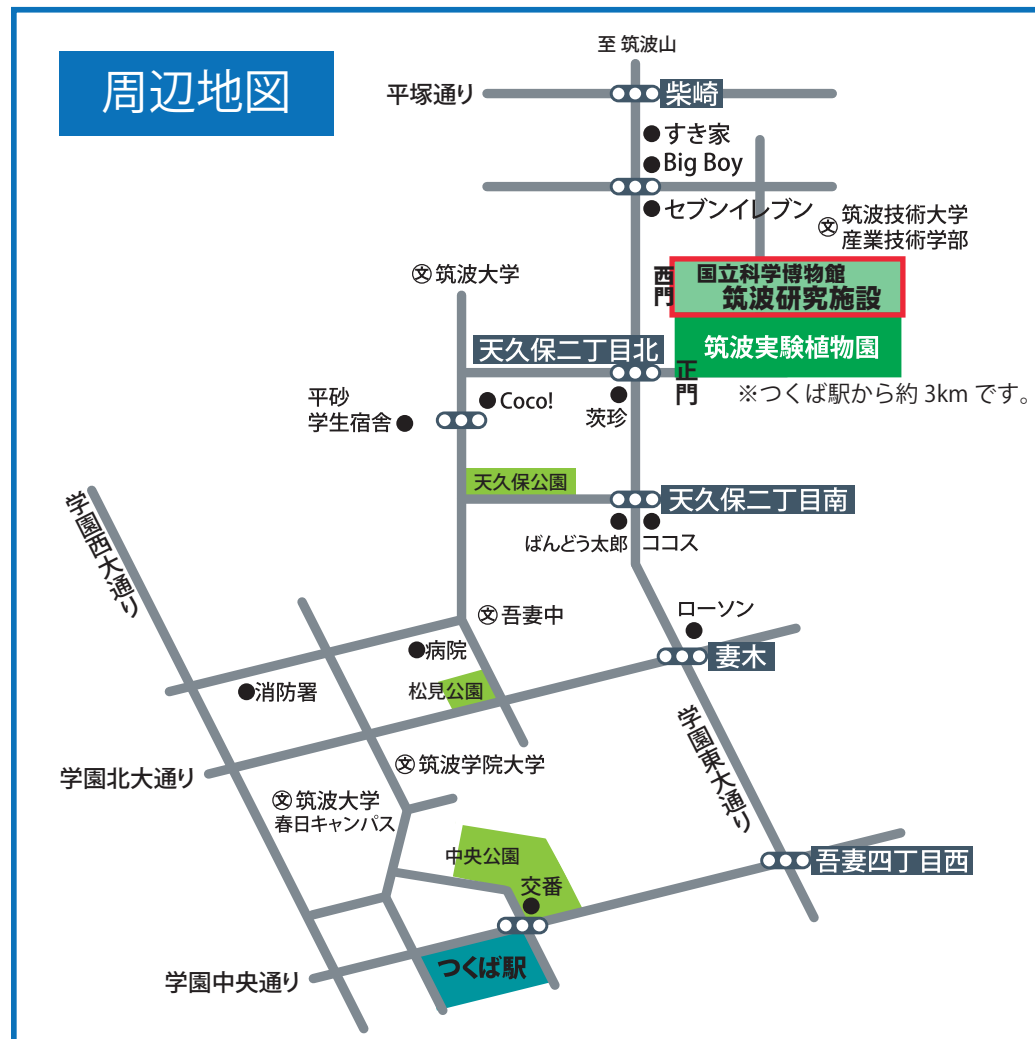 周辺地図
至 筑波山
平塚通り
柴崎
すき家
Big Boy
セブンイレブン
文 筑波技術大学
産業技術学部
文 筑波大学
西門
国立科学博物館
筑波研究施設
天久保二丁目北
筑波実験植物園
正門
※つくば駅から約 3km です。
平砂
学生宿舎
Coco!
茨珍
天久保公園
天久保二丁目南
ばんどう太郎
ココス
学園西大通り
文 吾妻中
ローソン
病院
妻木
消防署
松見公園
学園東大通り
文 筑波学院大学
学園北大通り
文 筑波大学
春日キャンパス
中央公園
吾妻四丁目西
交番
つくば駅
学園中央通り